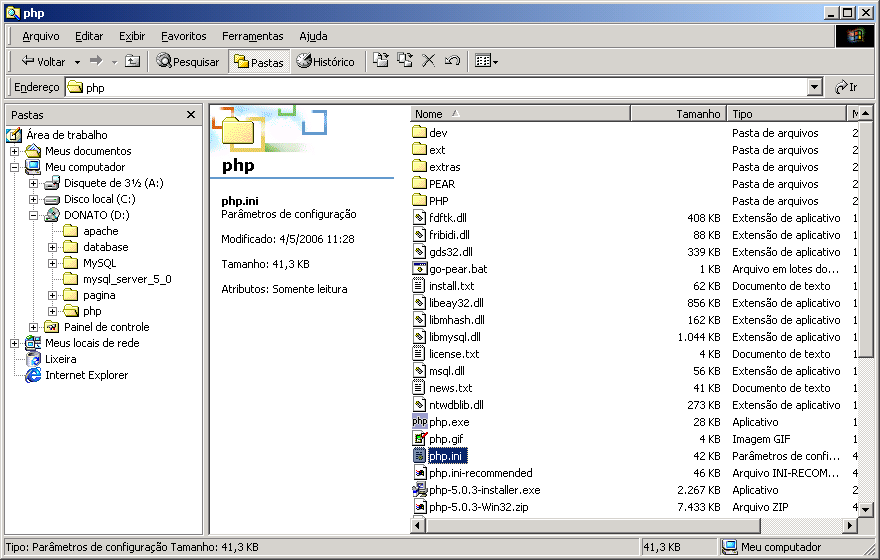 php
Arquivo Editar Exibir Favoritos Ferramentas Ajuda
Voltar Pesquisar Pastas Histórico
Endereço php Ir
Pastas
Área de trabalho
Meus documentos
Meu computador
Disquete de 3½ (A:)
Disco local (C:)
DONATO (D:)
apache
database
MySQL
mysql_server_5_0
pagina
php
Painel de controle
Meus locais de rede
Lixeira
Internet Explorer
php
php.ini
Parâmetros de configuração
Modificado: 4/5/2006 11:28
Tamanho: 41,3 KB
Atributos: Somente leitura
Nome Tamanho Tipo
dev Pasta de arquivos 2
ext Pasta de arquivos 2
extras Pasta de arquivos 2
PEAR Pasta de arquivos 2
PHP Pasta de arquivos 2
fdftk.dll 408 KB Extensão de aplicativo 1
fribidi.dll 88 KB Extensão de aplicativo 1
gds32.dll 339 KB Extensão de aplicativo 1
go-pear.bat 1 KB Arquivo em lotes do... 1
install.txt 62 KB Documento de texto 1
libeay32.dll 856 KB Extensão de aplicativo 1
libmhash.dll 162 KB Extensão de aplicativo 1
libmysql.dll 1.044 KB Extensão de aplicativo 1
license.txt 4 KB Documento de texto 1
msql.dll 56 KB Extensão de aplicativo 1
news.txt 41 KB Documento de texto 1
ntwdblib.dll 273 KB Extensão de aplicativo 1
php php.exe 28 KB Aplicativo 1
php.gif 4 KB Imagem GIF 1
php.ini 42 KB Parâmetros de confi... 4
php.ini-recommended 46 KB Arquivo INI-RECOM... 4
php-5.0.3-installer.exe 2.267 KB Aplicativo 4
php-5.0.3-Win32.zip 7.433 KB Arquivo ZIP 4
Tipo: Parâmetros de configuração Tamanho: 41,3 KB 41,3 KB Meu computador